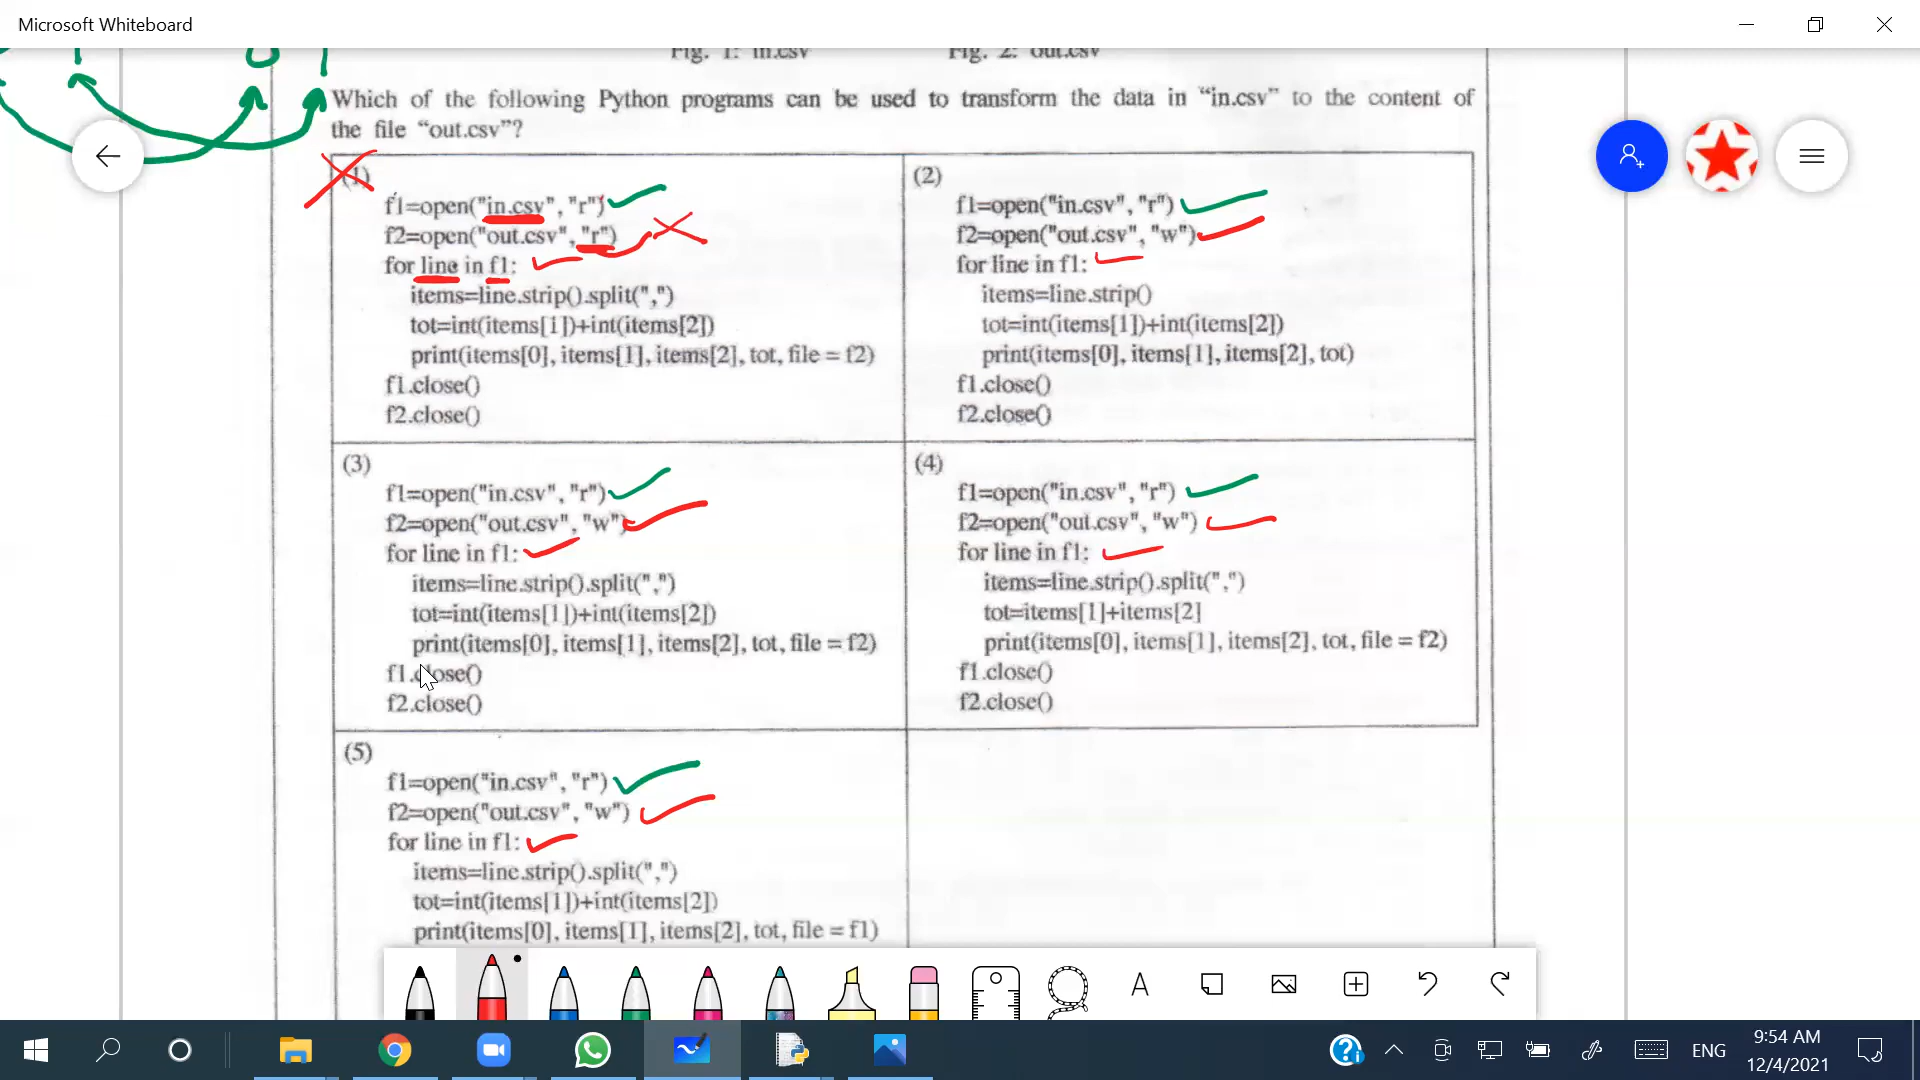 Microsoft Whiteboard
Fig. 1: in.csv
Fig. 2: out.csv
Which of the following Python programs can be used to transform the data in “in.csv” to the content of
the file “out.csv”?
(1)
f1=open("in.csv", "r")
f2=open("out.csv", "r")
for line in f1:
items=line.strip().split(",")
tot=int(items[1])+int(items[2])
print(items[0], items[1], items[2], tot, file = f2)
f1.close()
f2.close()
(2)
f1=open("in.csv", "r")
f2=open("out.csv", "w")
for line in f1:
items=line.strip()
tot=int(items[1])+int(items[2])
print(items[0], items[1], items[2], tot)
f1.close()
f2.close()
(3)
f1=open("in.csv", "r")
f2=open("out.csv", "w")
for line in f1:
items=line.strip().split(",")
tot=int(items[1])+int(items[2])
print(items[0], items[1], items[2], tot, file = f2)
f1.close()
f2.close()
(4)
f1=open("in.csv", "r")
f2=open("out.csv", "w")
for line in f1:
items=line.strip().split(",")
tot=items[1]+items[2]
print(items[0], items[1], items[2], tot, file = f2)
f1.close()
f2.close()
(5)
f1=open("in.csv", "r")
f2=open("out.csv", "w")
for line in f1:
items=line.strip().split(",")
tot=int(items[1])+int(items[2])
print(items[0], items[1], items[2], tot, file = f1)
A
ENG
9:54 AM
12/4/2021